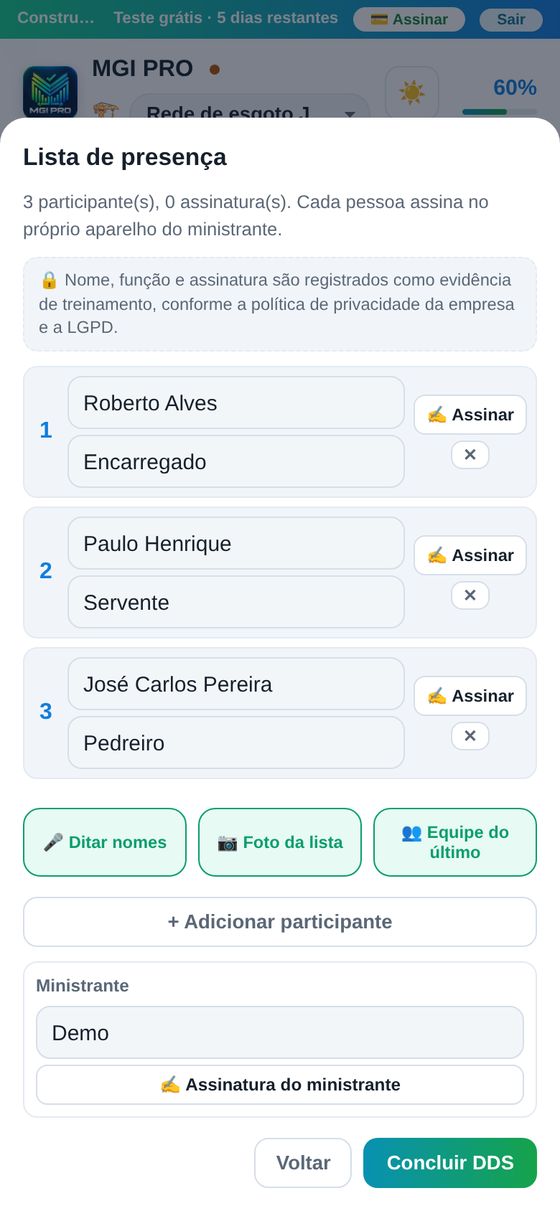 Constru... Teste grátis · 5 dias restantes 💳 Assinar Sair
MGI PRO
MGI PRO
60%
🏗️ Rede de esgoto J
Lista de presença
3 participante(s), 0 assinatura(s). Cada pessoa assina no
próprio aparelho do ministrante.
🔒 Nome, função e assinatura são registrados como evidência
de treinamento, conforme a política de privacidade da empresa
e a LGPD.
1
Roberto Alves
Encarregado
✍️ Assinar
✕
2
Paulo Henrique
Servente
✍️ Assinar
✕
3
José Carlos Pereira
Pedreiro
✍️ Assinar
✕
🎤 Ditar nomes
📷 Foto da lista
👥 Equipe do
último
+ Adicionar participante
Ministrante
Demo
✍️ Assinatura do ministrante
Voltar
Concluir DDS